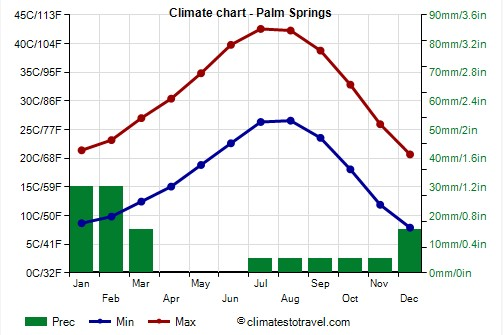 Climate chart - Palm Springs
45C/113F
40C/104F
35C/95F
30C/86F
25C/77F
20C/68F
15C/59F
10C/50F
5C/41F
0C/32F
90mm/3.6in
80mm/3.2in
70mm/2.8in
60mm/2.4in
50mm/2in
40mm/1.6in
30mm/1.2in
20mm/0.8in
10mm/0.4in
0mm/0in
Jan
Feb
Mar
Apr
May
Jun
Jul
Aug
Sep
Oct
Nov
Dec
Prec Min Max ©climatestotravel.com